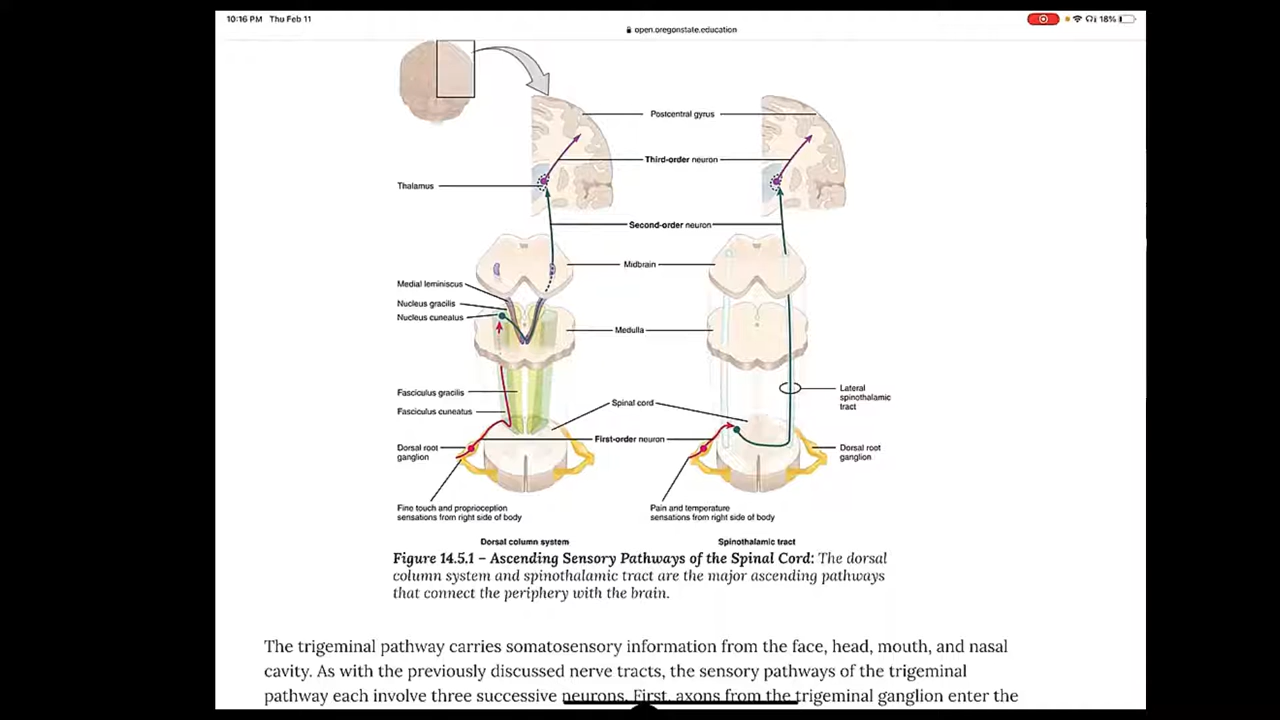 10:16 PM Thu Feb 11
18%
open.oregonstate.education
Postcentral gyrus
Third-order neuron
Thalamus
Second-order neuron
Midbrain
Medial leminiscus
Nucleus gracilis
Nucleus cuneatus
Medulla
Fasciculus gracilis
Fasciculus cuneatus
Spinal cord
Lateral
spinothalamic
tract
First-order neuron
Dorsal root
ganglion
Dorsal root
ganglion
Fine touch and proprioception
sensations from right side of body
Pain and temperature
sensations from right side of body
Dorsal column system
Spinothalamic tract
Figure 14.5.1 – Ascending Sensory Pathways of the Spinal Cord: The dorsal
column system and spinothalamic tract are the major ascending pathways
that connect the periphery with the brain.
The trigeminal pathway carries somatosensory information from the face, head, mouth, and nasal
cavity. As with the previously discussed nerve tracts, the sensory pathways of the trigeminal
pathway each involve three successive neurons. First, axons from the trigeminal ganglion enter the